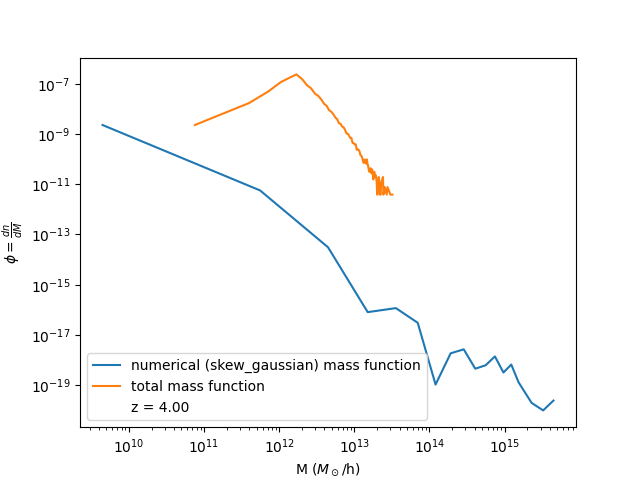 10⁻⁷
10⁻⁹
10⁻¹¹
10⁻¹³
10⁻¹⁵
10⁻¹⁷
10⁻¹⁹
ϕ = dn/dM
numerical (skew_gaussian) mass function
total mass function
z = 4.00
10¹⁰ 10¹¹ 10¹² 10¹³ 10¹⁴ 10¹⁵
M (M⊙/h)